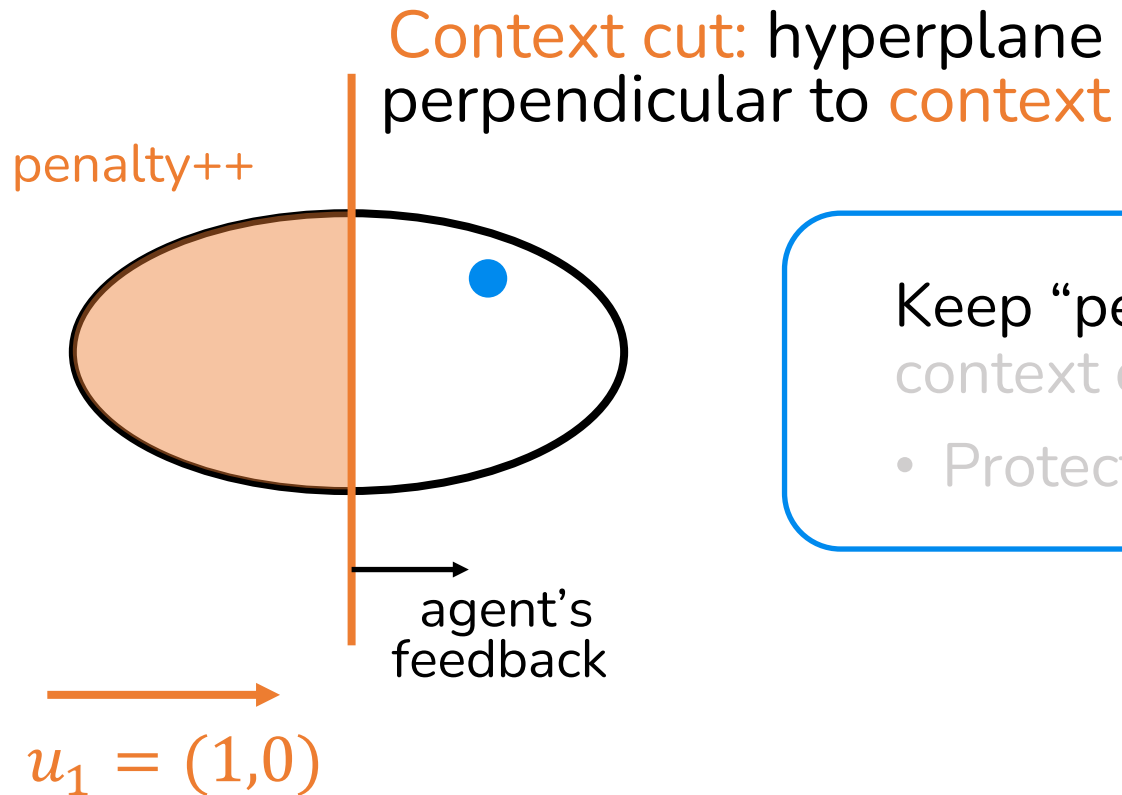 Context cut: hyperplane
perpendicular to context
penalty++
Keep “pe
context
• Protect
agent’s
feedback
u₁ = (1,0)